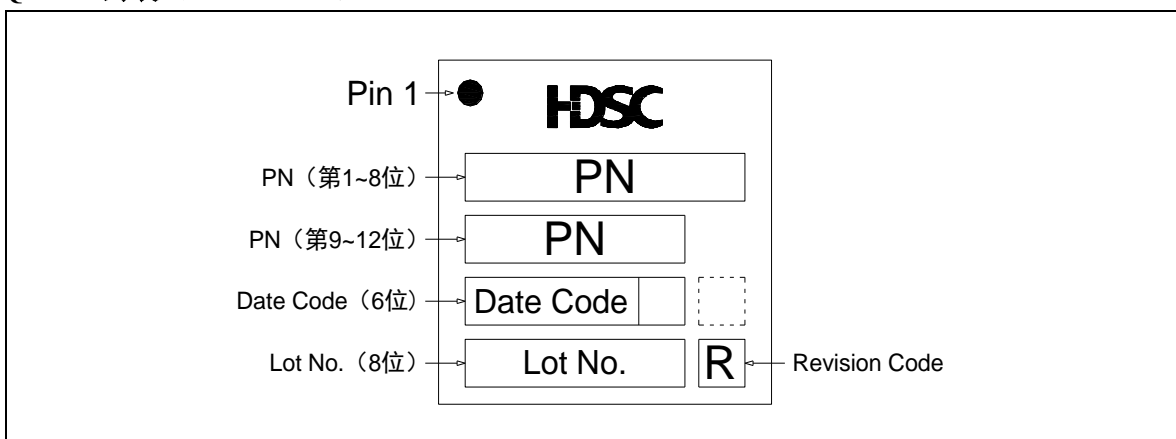 Pin 1
HDSC
PN（第1~8位）
PN
PN（第9~12位）
PN
Date Code（6位）
Date Code
Lot No.（8位）
Lot No.
R
Revision Code